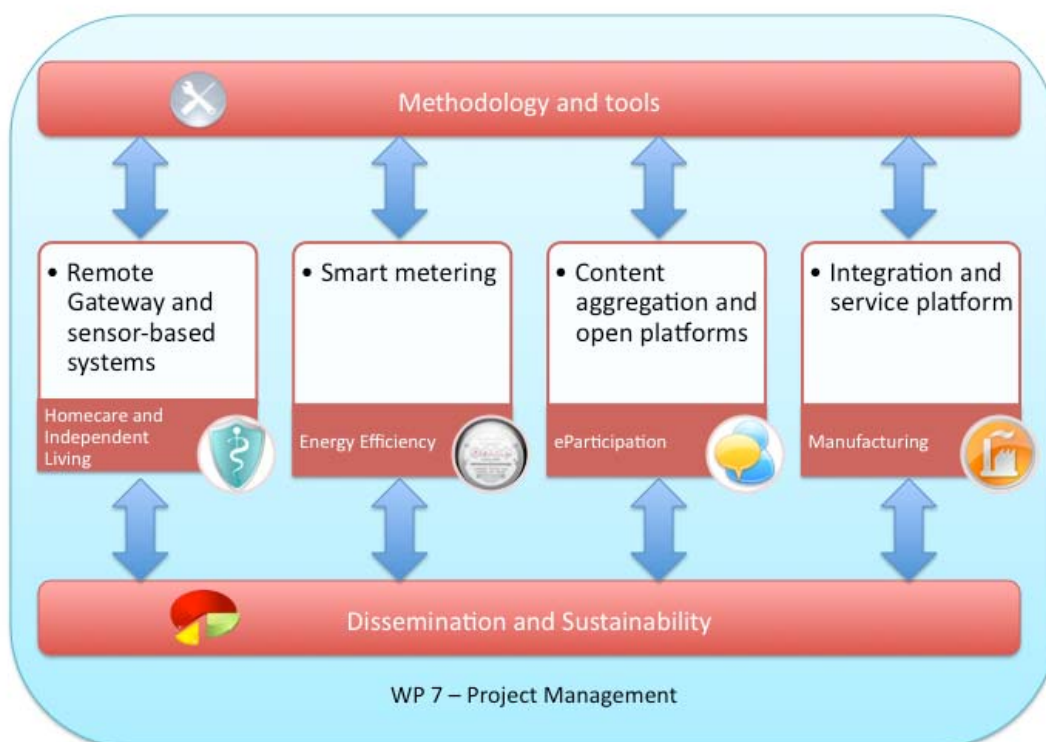 Methodology and tools
• Remote
Gateway and
sensor-based
systems
Homecare and
Independent
Living
• Smart metering
Energy Efficiency
• Content
aggregation and
open platforms
eParticipation
• Integration and
service platform
Manufacturing
Dissemination and Sustainability
WP 7 – Project Management